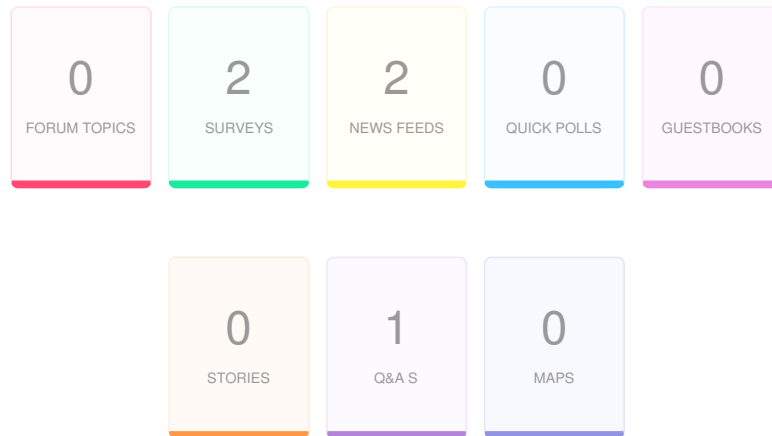 0 2 2 0 0
FORUM TOPICS SURVEYS NEWS FEEDS QUICK POLLS GUESTBOOKS
0 1 0
STORIES Q&A S MAPS